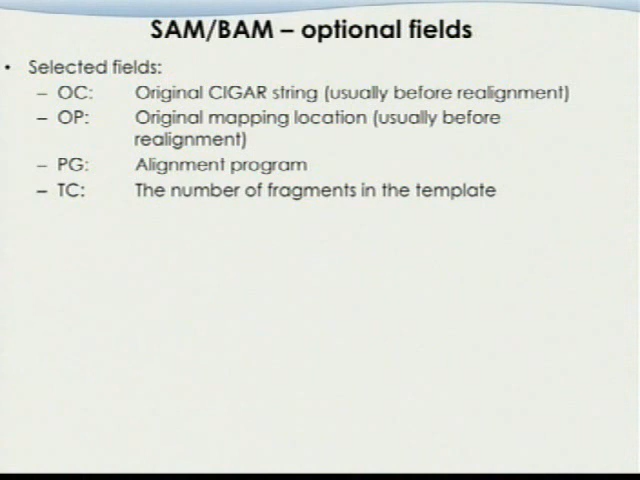 SAM/BAM – optional fields
• Selected fields:
– OC: Original CIGAR string (usually before realignment)
– OP: Original mapping location (usually before
realignment)
– PG: Alignment program
– TC: The number of fragments in the template